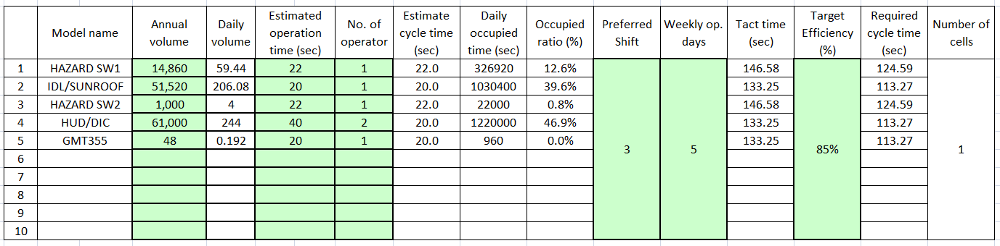 Model name | Annual volume | Daily volume | Estimated operation time (sec) | No. of operator | Estimate cycle time (sec) | Daily occupied time (sec) | Occupied ratio (%) | Preferred Shift | Weekly op. days | Tact time (sec) | Target Efficiency (%) | Required cycle time (sec) | Number of cells
1 | HAZARD SW1 | 14,860 | 59.44 | 22 | 1 | 22.0 | 326920 | 12.6% | 146.58 | 124.59
2 | IDL/SUNROOF | 51,520 | 206.08 | 20 | 1 | 20.0 | 1030400 | 39.6% | 133.25 | 113.27
3 | HAZARD SW2 | 1,000 | 4 | 22 | 1 | 22.0 | 22000 | 0.8% | 146.58 | 124.59
4 | HUD/DIC | 61,000 | 244 | 40 | 2 | 20.0 | 1220000 | 46.9% | 133.25 | 113.27
5 | GMT355 | 48 | 0.192 | 20 | 1 | 20.0 | 960 | 0.0% | 3 | 5 | 133.25 | 85% | 113.27 | 1
6
7
8
9
10